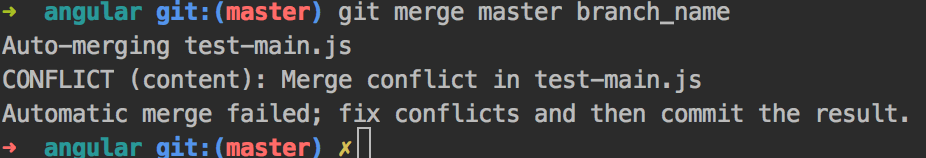 ➜  angular git:(master) git merge master branch_name
Auto-merging test-main.js
CONFLICT (content): Merge conflict in test-main.js
Automatic merge failed; fix conflicts and then commit the result.
➜  angular git:(master) ✗